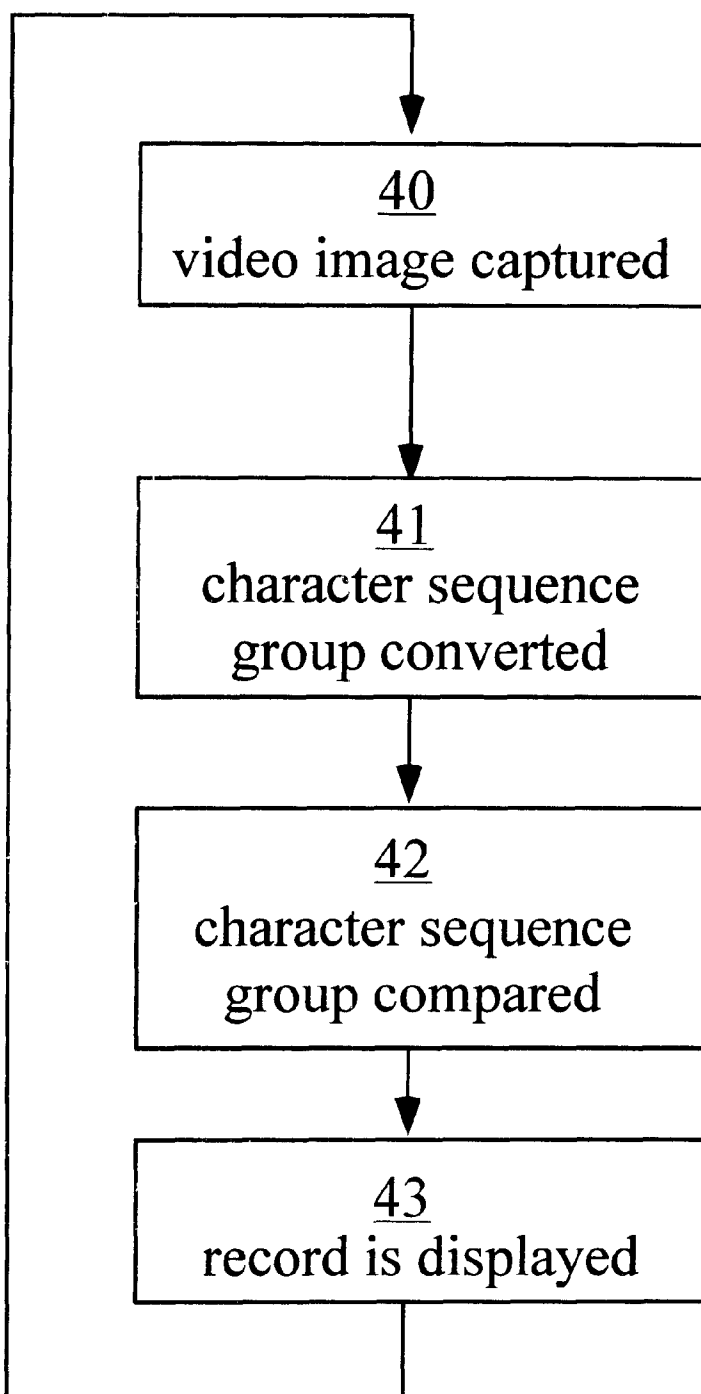 40
video image captured
41
character sequence
group converted
42
character sequence
group compared
43
record is displayed